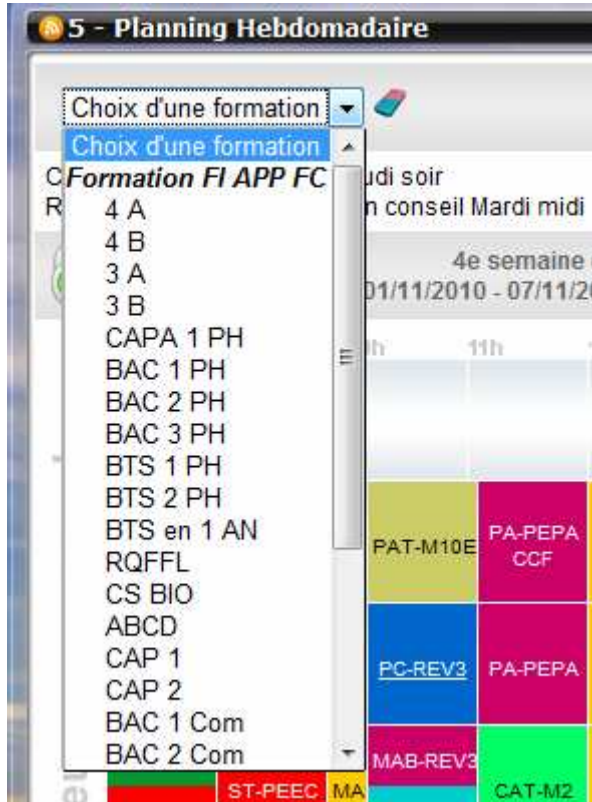 5 - Planning Hebdomadaire
Choix d'une formation
Choix d'une formation
Formation FI APP FC
4 A
4 B
3 A
3 B
CAPA 1 PH
BAC 1 PH
BAC 2 PH
BAC 3 PH
BTS 1 PH
BTS 2 PH
BTS en 1 AN
RQFFL
CS BIO
ABCD
CAP 1
CAP 2
BAC 1 Com
BAC 2 Com
C
udi soir
R
n conseil Mardi midi
4e semaine
01/11/2010 - 07/11/2
11h
PAT-M10E
PA-PEPA
CCF
PC-REV3
PA-PEPA
MAB-REV3
ST-PEEC
MA
CAT-M2